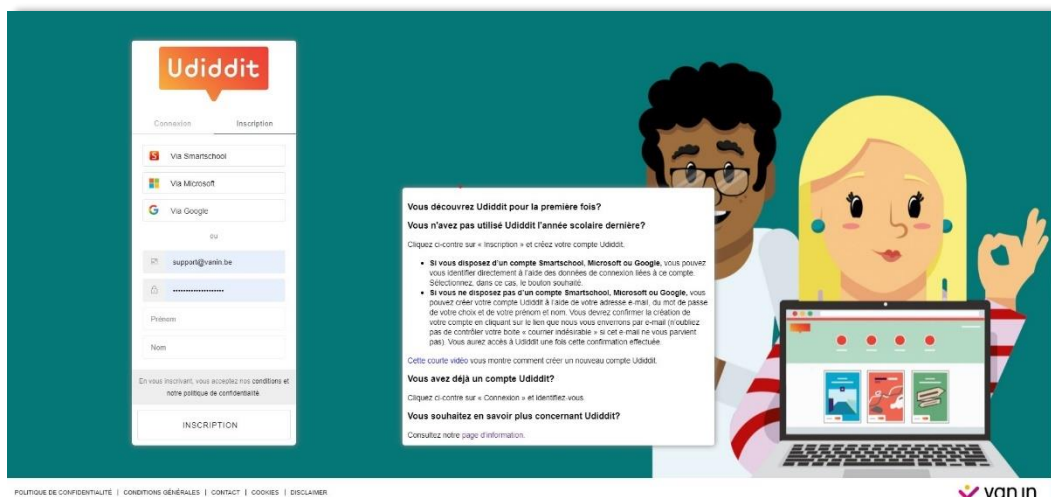 Udiddit
Connexion Inscription
Via Smartschool
Via Microsoft
Via Google
ou
support@vanin.be
••••••••••••••••••••
Prénom
Nom
En vous inscrivant, vous acceptez nos conditions et
notre politique de confidentialité.
INSCRIPTION
Vous découvrez Udiddit pour la première fois?
Vous n'avez pas utilisé Udiddit l'année scolaire dernière?
Cliquez ci-contre sur « Inscription » et créez votre compte Udiddit.
• Si vous disposez d'un compte Smartschool, Microsoft ou Google, vous pouvez
vous identifier directement à l'aide des données de connexion liées à ce compte.
Sélectionnez, dans ce cas, le bouton souhaité.
• Si vous ne disposez pas d'un compte Smartschool, Microsoft ou Google, vous
pouvez créer votre compte Udiddit à l'aide de votre adresse e-mail, du mot de passe
de votre choix et de votre prénom et nom. Vous devrez confirmer la création de
votre compte en cliquant sur le lien que nous vous enverrons par e-mail (n'oubliez
pas de contrôler votre boite « courrier indésirable » si cet e-mail ne vous parvient
pas). Vous aurez accès à Udiddit une fois cette confirmation effectuée.
Cette courte vidéo vous montre comment créer un nouveau compte Udiddit.
Vous avez déjà un compte Udiddit?
Cliquez ci-contre sur « Connexion » et identifiez-vous.
Vous souhaitez en savoir plus concernant Udiddit?
Consultez notre page d'information.
POLITIQUE DE CONFIDENTIALITÉ | CONDITIONS GÉNÉRALES | CONTACT | COOKIES | DISCLAIMER
van in